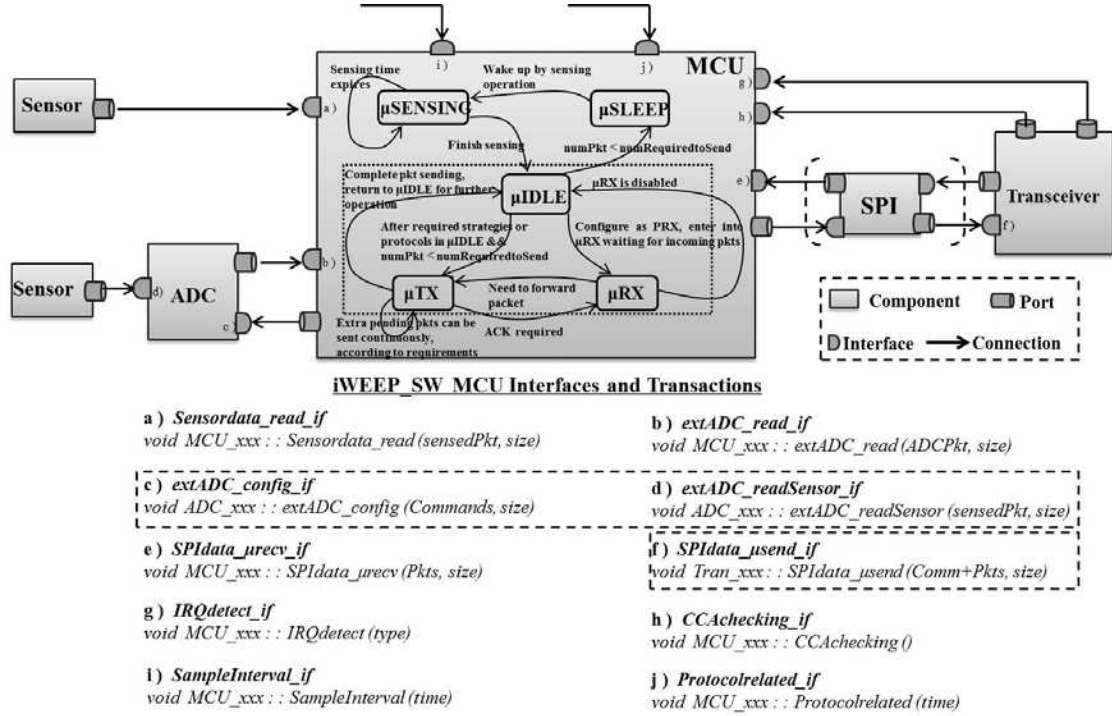 i )
j )
MCU
Sensing time
expires
Wake up by sensing
operation
g )
Sensor
a )
μSENSING
μSLEEP
h )
Finish sensing
numPkt < numRequiredtoSend
Complete pkt sending,
return to μIDLE for further
operation
μIDLE
μRX is disabled
e )
SPI
Transceiver
f )
After required strategies or
protocols in μIDLE &&
numPkt < numRequiredtoSend
Configure as PRX, enter into
μRX waiting for incoming pkts
b )
Sensor
d)
ADC
c )
μTX
Need to forward
packet
μRX
Extra pending pkts can be
sent continuously,
according to requirements
ACK required
Component
Port
Interface
Connection
iWEEP_SW MCU Interfaces and Transactions
a ) Sensordata_read_if
void MCU_xxx : : Sensordata_read (sensedPkt, size)
b ) extADC_read_if
void MCU_xxx : : extADC_read (ADCPkt, size)
c ) extADC_config_if
void ADC_xxx : : extADC_config (Commands, size)
d ) extADC_readSensor_if
void ADC_xxx : : extADC_readSensor (sensedPkt, size)
e ) SPIdata_μrecv_if
void MCU_xxx : : SPIdata_μrecv (Pkts, size)
f ) SPIdata_μsend_if
void Tran_xxx : : SPIdata_μsend (Comm+Pkts, size)
g ) IRQdetect_if
void MCU_xxx : : IRQdetect (type)
h ) CCAchecking_if
void MCU_xxx : : CCAchecking ()
i ) SampleInterval_if
void MCU_xxx : : SampleInterval (time)
j ) Protocolrelated_if
void MCU_xxx : : Protocolrelated (time)